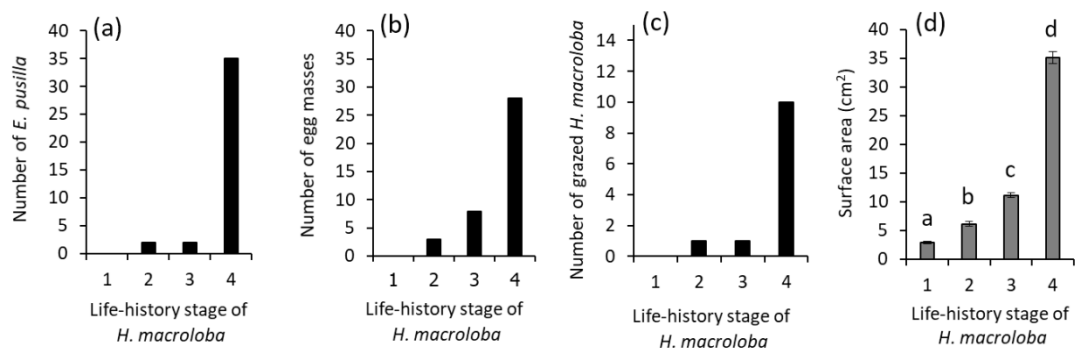 (a)
Number of E. pusilla
40
35
30
25
20
15
10
5
0
1 2 3 4
Life-history stage of
H. macroloba
(b)
Number of egg masses
40
35
30
25
20
15
10
5
0
1 2 3 4
Life-history stage of
H. macroloba
(c)
Number of grazed H. macroloba
14
12
10
8
6
4
2
0
1 2 3 4
Life-history stage of
H. macroloba
(d)
Surface area (cm²)
40
35
30
25
20
15
10
5
0
a
b
c
d
1 2 3 4
Life-history stage of
H. macroloba